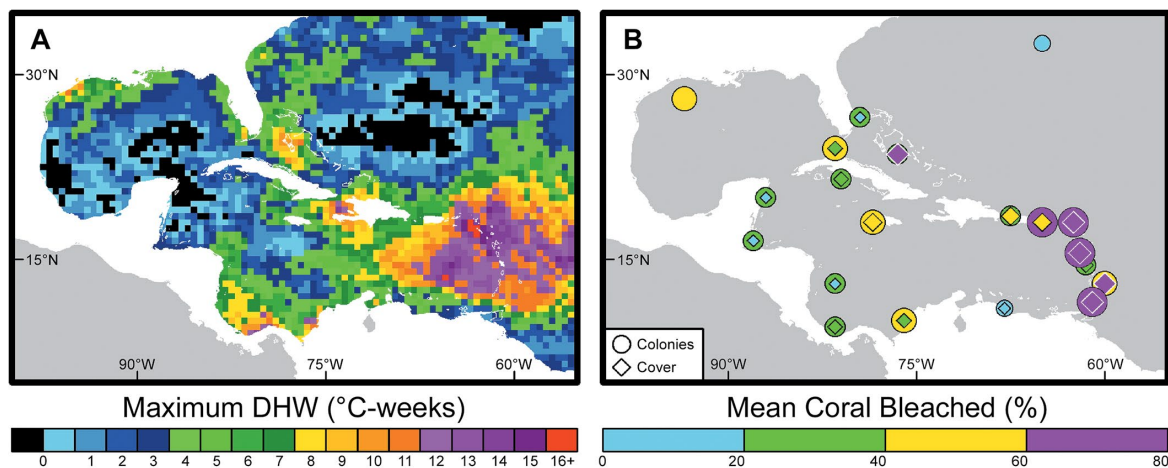 A
30°N
15°N
90°W 75°W 60°W
Maximum DHW (°C-weeks)
0 1 2 3 4 5 6 7 8 9 10 11 12 13 14 15 16+
B
30°N
15°N
Colonies
Cover
90°W 75°W 60°W
Mean Coral Bleached (%)
0 20 40 60 80